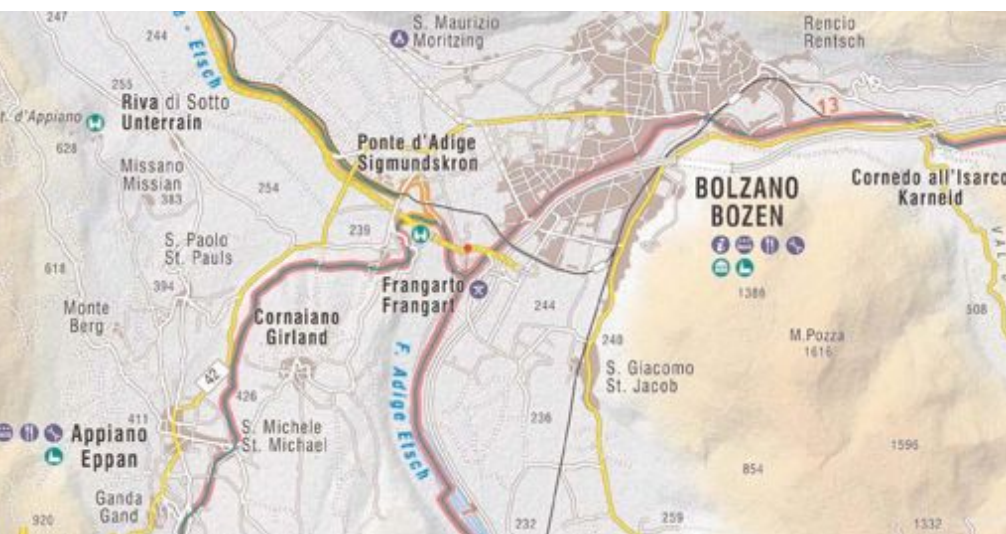 247
244
S. Maurizio
Moritzing
Rencio
Rentsch
- Etsch
255
Riva di Sotto
Unterrain
t. d'Appiano
628
13
Ponte d'Adige
Sigmundskron
Missano
Missian
383
254
BOLZANO
BOZEN
Cornedo all'Isarco
Karneid
S. Paolo
St. Pauls
239
618
394
Frangarto
Frangart
244
1386
508
Monte
Berg
Cornaiano
Girland
F. Adige Etsch
248
M.Pozza
1616
S. Giacomo
St. Jacob
42
426
411
Appiano
Eppan
S. Michele
St. Michael
236
1596
854
Ganda
Gand
920
7
232
259
1332